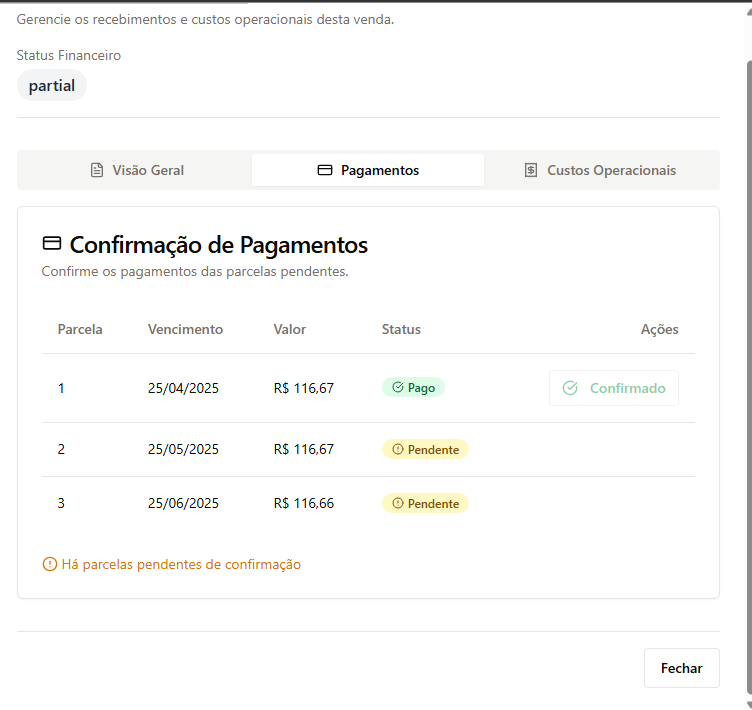 Gerencie os recebimentos e custos operacionais desta venda.
Status Financeiro
partial
Visão Geral Pagamentos Custos Operacionais
Confirmação de Pagamentos
Confirme os pagamentos das parcelas pendentes.
Parcela Vencimento Valor Status Ações
1 25/04/2025 R$ 116,67 Pago Confirmado
2 25/05/2025 R$ 116,67 Pendente
3 25/06/2025 R$ 116,66 Pendente
Há parcelas pendentes de confirmação
Fechar